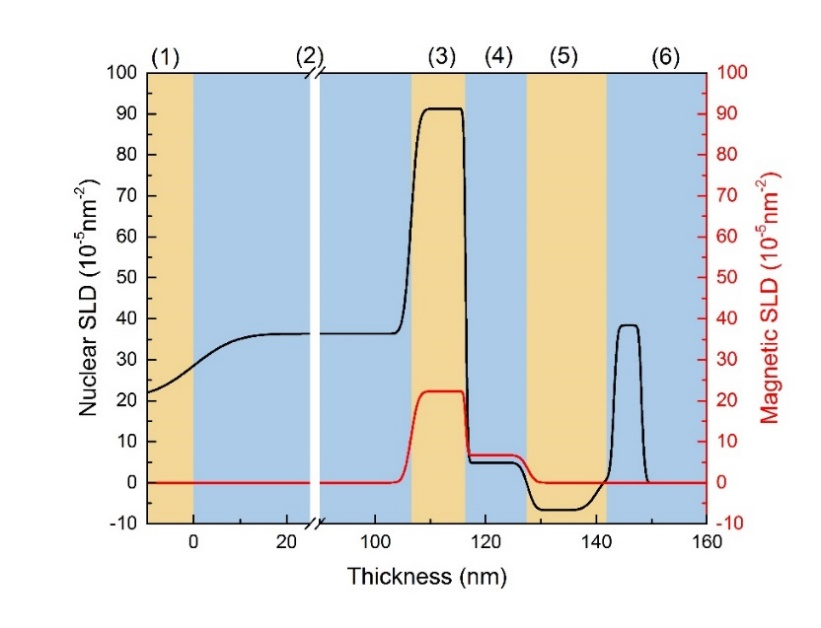 (1) (2) (3) (4) (5) (6)
100 100
90 90
80 80
70 70
60 60
50 50
40 40
30 30
20 20
10 10
0 0
-10 -10
Nuclear SLD (10⁻⁵nm⁻²)
Magnetic SLD (10⁻⁵nm⁻²)
0 20 100 120 140 160
Thickness (nm)